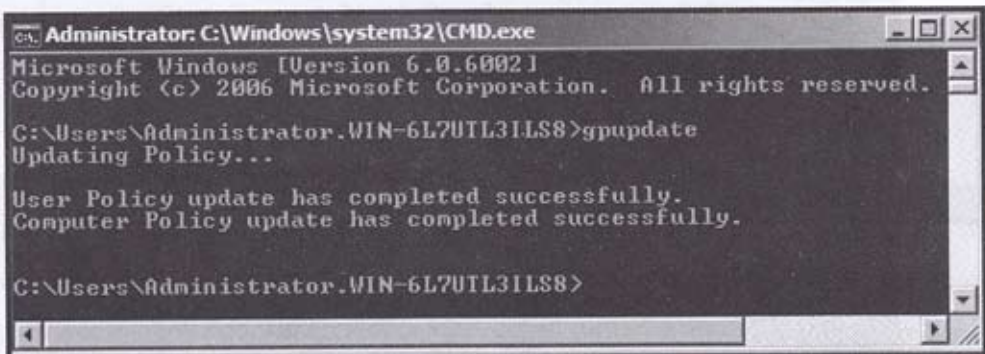 Administrator: C:\Windows\system32\CMD.exe
Microsoft Windows [Version 6.0.6002]
Copyright (c) 2006 Microsoft Corporation. All rights reserved.
C:\Users\Administrator.WIN-6L7UTL3ILS8>gpupdate
Updating Policy...
User Policy update has completed successfully.
Computer Policy update has completed successfully.
C:\Users\Administrator.WIN-6L7UTL3ILS8>